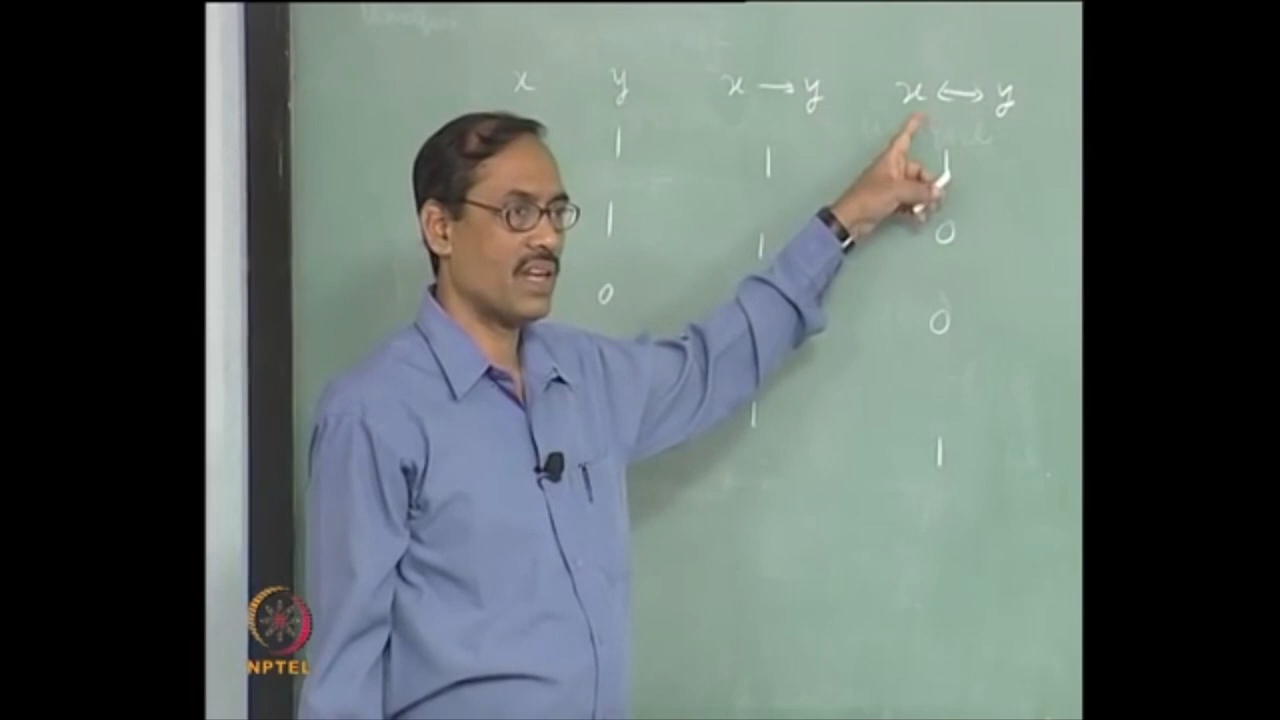 x y x → y x ↔ y
1 1 1
1 1 0
0 0
1 1
NPTEL